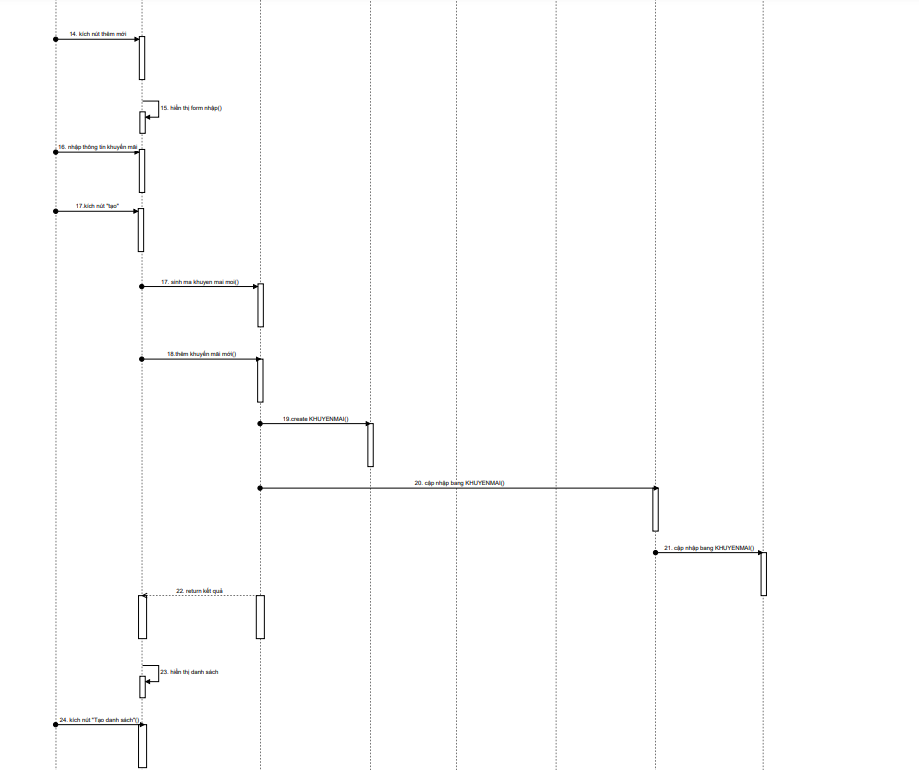 14. kích nút thêm mới
15. hiển thị form nhập()
16. nhập thông tin khuyến mãi
17.kích nút "tạo"
17. sinh ma khuyen mai moi()
18.thêm khuyến mãi mới()
19.create KHUYENMAI()
20. cập nhập bang KHUYENMAI()
21. cập nhập bang KHUYENMAI()
22. return kết quả
23. hiển thị danh sách
24. kích nút "Tạo danh sách"()